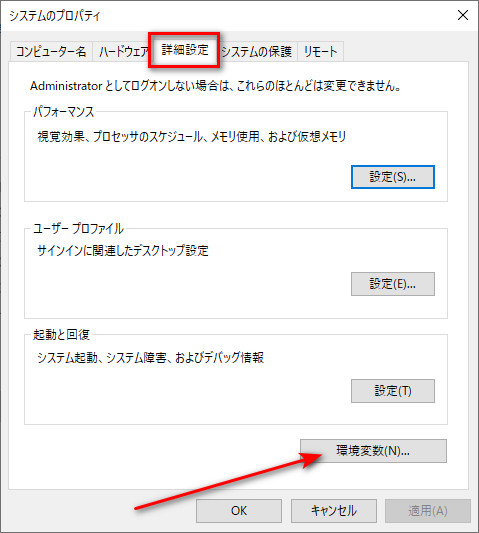 システムのプロパティ
コンピューター名 ハードウェア 詳細設定 システムの保護 リモート
Administrator としてログオンしない場合は、これらのほとんどは変更できません。
パフォーマンス
視覚効果、プロセッサのスケジュール、メモリ使用、および仮想メモリ
設定(S)...
ユーザー プロファイル
サインインに関連したデスクトップ設定
設定(E)...
起動と回復
システム起動、システム障害、およびデバッグ情報
設定(T)
環境変数(N)...
OK キャンセル 適用(A)